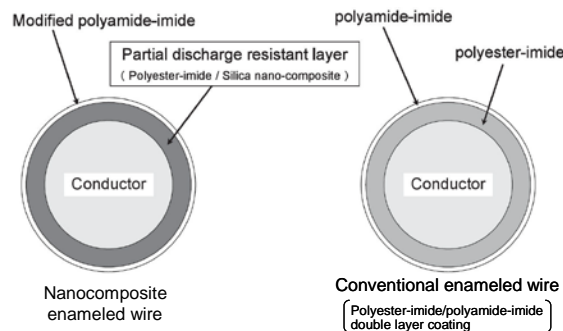 Modified polyamide-imide
Partial discharge resistant layer
( Polyester-imide / Silica nano-composite )
Conductor
Nanocomposite
enameled wire
polyamide-imide
polyester-imide
Conductor
Conventional enameled wire
Polyester-imide/polyamide-imide
double layer coating